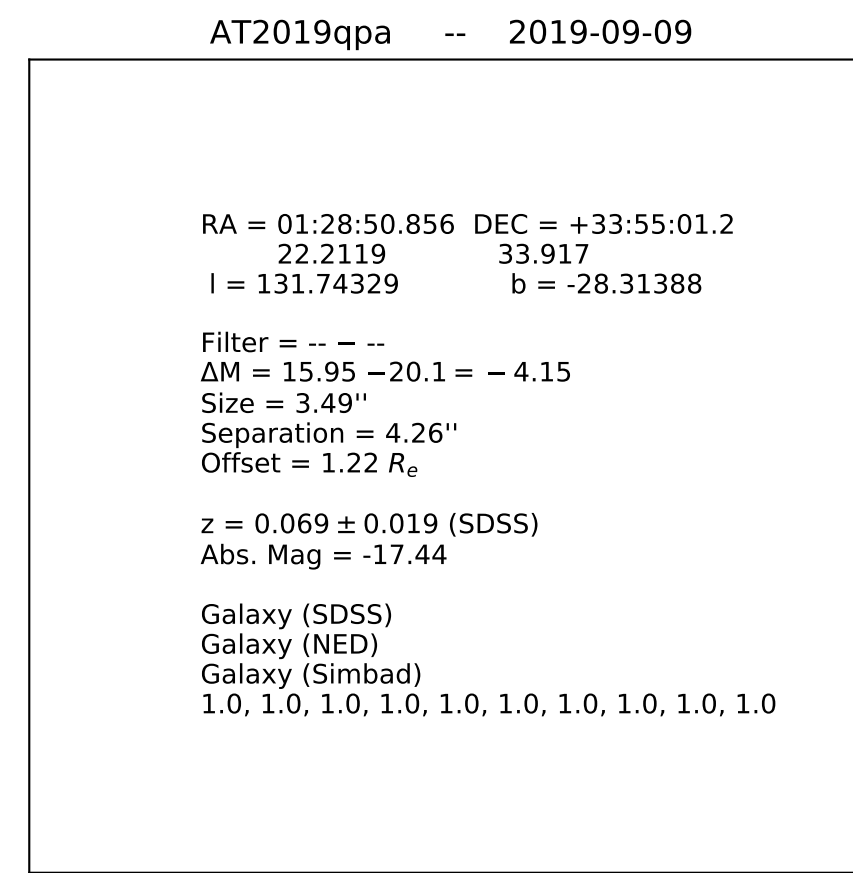 AT2019qpa -- 2019-09-09
RA = 01:28:50.856 DEC = +33:55:01.2
22.2119 33.917
l = 131.74329 b = -28.31388
Filter = -- − --
ΔM = 15.95 −20.1 = − 4.15
Size = 3.49''
Separation = 4.26''
Offset = 1.22 Re
z = 0.069 ± 0.019 (SDSS)
Abs. Mag = -17.44
Galaxy (SDSS)
Galaxy (NED)
Galaxy (Simbad)
1.0, 1.0, 1.0, 1.0, 1.0, 1.0, 1.0, 1.0, 1.0, 1.0